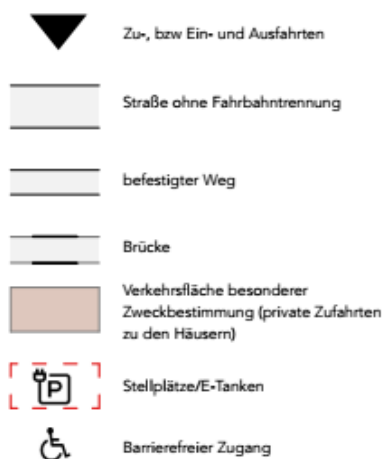 Zu-, bzw Ein- und Ausfahrten
Straße ohne Fahrbahntrennung
befestigter Weg
Brücke
Verkehrsfläche besonderer
Zweckbestimmung (private Zufahrten
zu den Häusern)
P
Stellplätze/E-Tanken
Barrierefreier Zugang